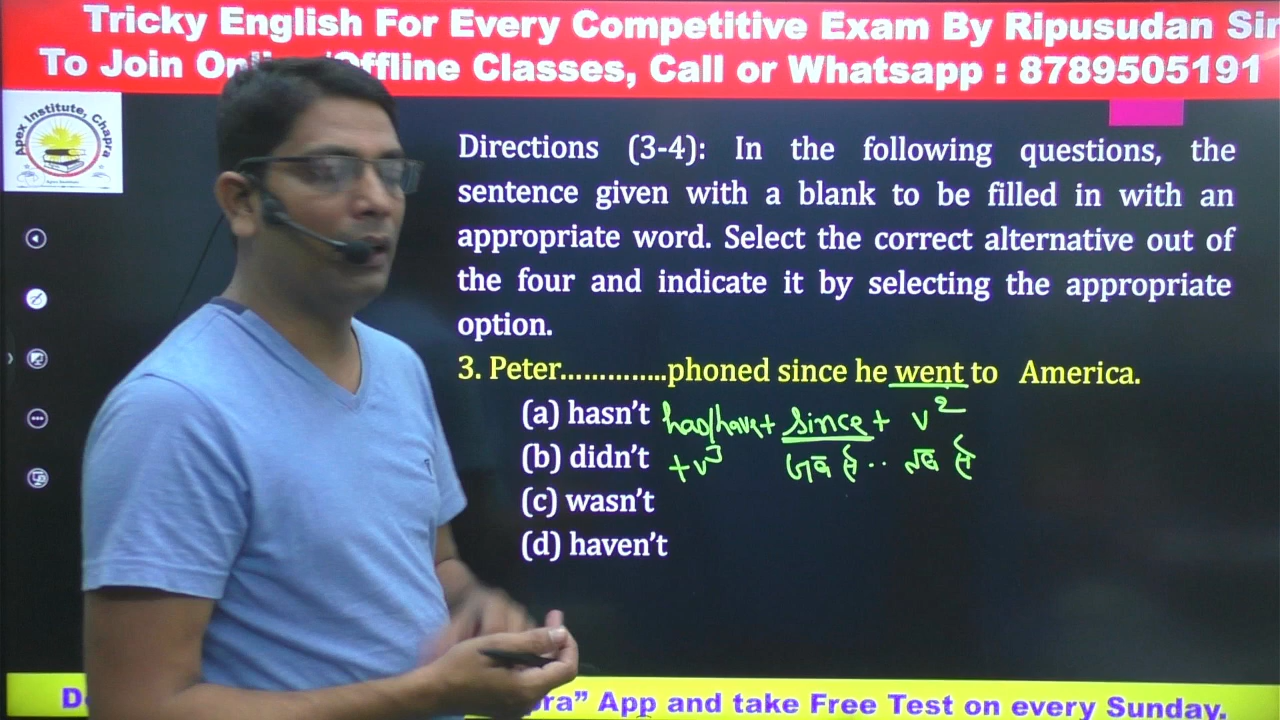 Tricky English For Every Competitive Exam By Ripusudan
To Join Offline Classes, Call or Whatsapp : 8789505191
Apex Institute, Chapra
Directions (3-4): In the following questions, the
sentence given with a blank to be filled in with an
appropriate word. Select the correct alternative out of
the four and indicate it by selecting the appropriate
option.
3. Peter..............phoned since he went to America.
(a) hasn't has/have + since + v²
(b) didn't +v³ जब से .. तब से
(c) wasn't
(d) haven't
App and take Free Test on every Sunday.